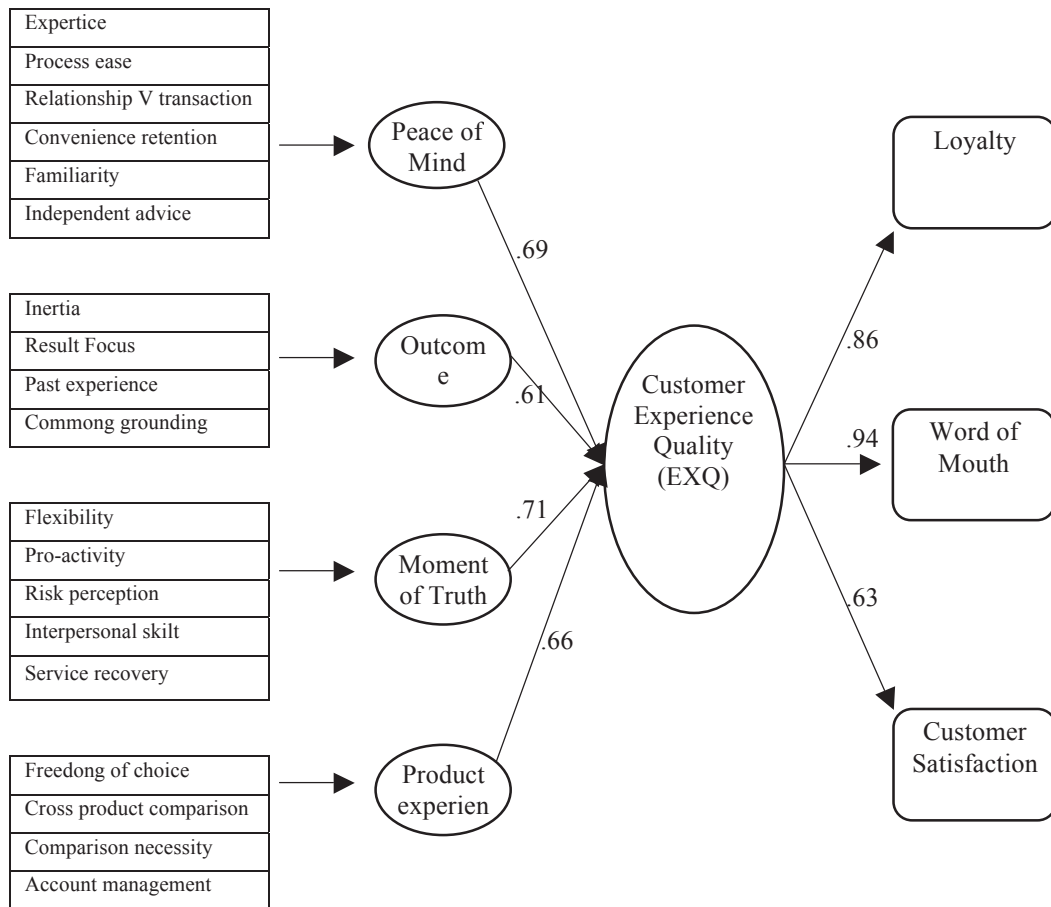 Expertice
Process ease
Relationship V transaction
Convenience retention
Familiarity
Independent advice
Peace of
Mind
.69
Inertia
Result Focus
Past experience
Commong grounding
Outcom
e
.61
Flexibility
Pro-activity
Risk perception
Interpersonal skilt
Service recovery
Moment
of Truth
.71
Freedong of choice
Cross product comparison
Comparison necessity
Account management
Product
experien
.66
Customer
Experience
Quality
(EXQ)
Loyalty
.86
Word of
Mouth
.94
Customer
Satisfaction
.63